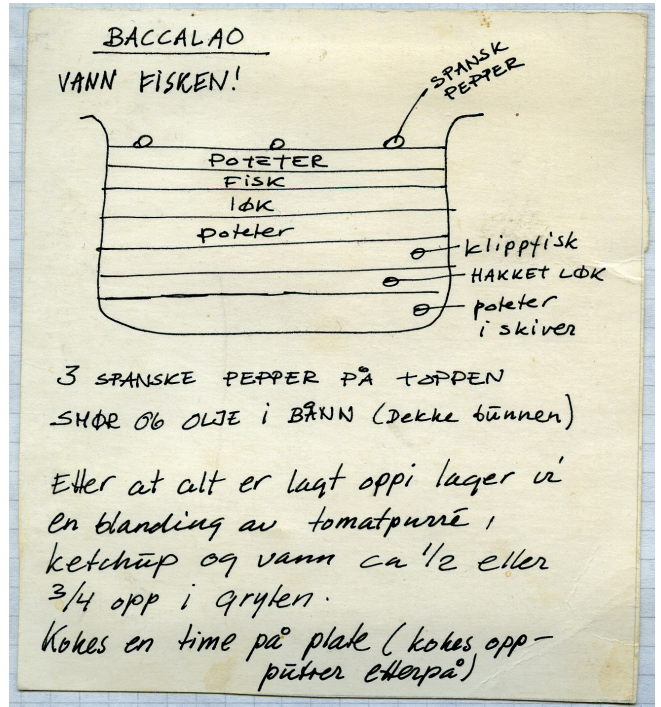 BACCALAO
VANN FISKEN!
SPANSK
PEPPER
POTETER
FISK
LØK
poteter
klippfisk
HAKKET LØK
poteter
i skiver
3 SPANSKE PEPPER PÅ TOPPEN
SMØR OG OLJE i BÅNN (Dekke bunnen)
Etter at alt er lagt oppi lager vi
en blanding av tomatpurré,
ketchup og vann ca 1/2 eller
3/4 opp i gryten.
Kokes en time på plate (kokes opp-
putrer etterpå)